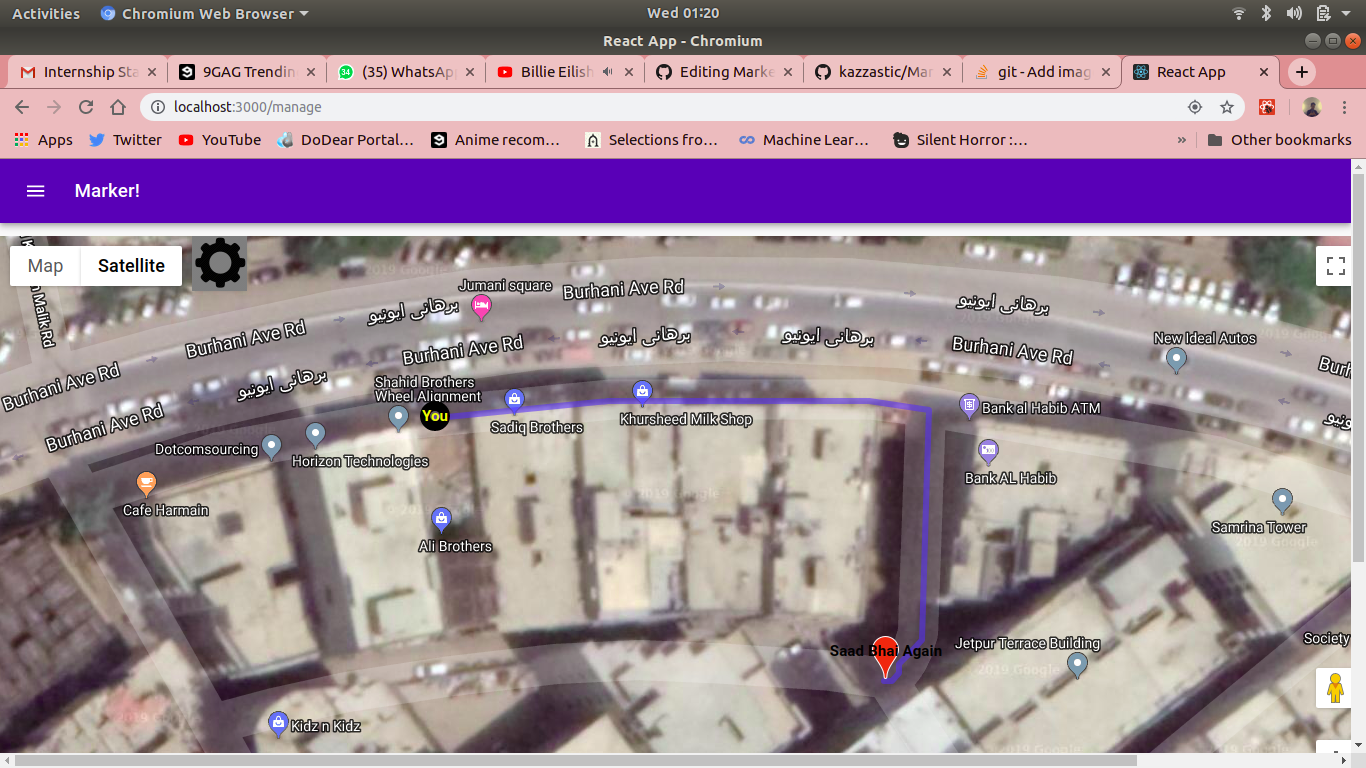 Activities
Chromium Web Browser
Wed 01:20
React App - Chromium
Internship Sta
9GAG Trendin
(35) WhatsAp
Billie Eilish
Editing Marke
kazzastic/Mar
git - Add imag
React App
localhost:3000/manage
Apps
Twitter
YouTube
DoDear Portal…
Anime recom…
Selections fro…
Machine Lear…
Silent Horror :…
»
Other bookmarks
Marker!
Map
Satellite
Malik Rd
Jumani square
Burhani Ave Rd
برهانی ایونیو
برهانی ایونیو
Burhani Ave Rd
Burhani Ave Rd
برهانی ایونیو
برهانی ایونیو
Burhani Ave Rd
New Ideal Autos
Burh
Burhani Ave Rd
برهانی ایونیو
Shahid Brothers
Wheel Alignment
You
Burhani Ave Rd
Sadiq Brothers
Khursheed Milk Shop
Bank al Habib ATM
Dotcomsourcing
Horizon Technologies
Bank AL Habib
Cafe Harmain
Samrina Tower
Ali Brothers
Saad Bhai Again
Jetpur Terrace Building
Society
Kidz n Kidz
2019 Google
© 2019 Google